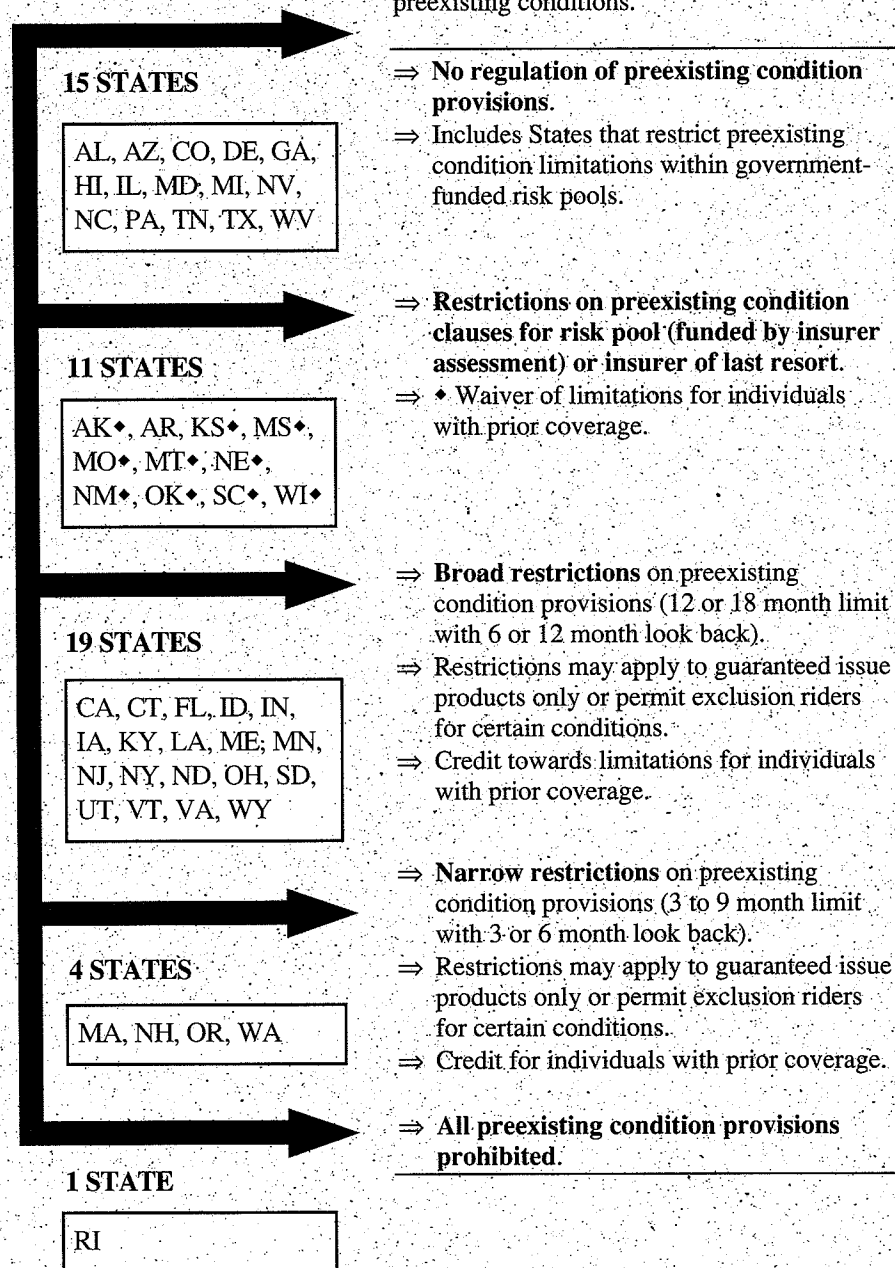 preexisting conditions.
15 STATES
AL, AZ, CO, DE, GA,
HI, IL, MD, MI, NV,
NC, PA, TN, TX, WV
⇒ No regulation of preexisting condition
provisions.
⇒ Includes States that restrict preexisting
condition limitations within government-
funded risk pools.
11 STATES
AK◆, AR, KS◆, MS◆,
MO◆, MT◆, NE◆,
NM◆, OK◆, SC◆, WI◆
⇒ Restrictions on preexisting condition
clauses for risk pool (funded by insurer
assessment) or insurer of last resort.
⇒ ◆ Waiver of limitations for individuals
with prior coverage.
19 STATES
CA, CT, FL, ID, IN,
IA, KY, LA, ME, MN,
NJ, NY, ND, OH, SD,
UT, VT, VA, WY
⇒ Broad restrictions on preexisting
condition provisions (12 or 18 month limit
with 6 or 12 month look back).
⇒ Restrictions may apply to guaranteed issue
products only or permit exclusion riders
for certain conditions.
⇒ Credit towards limitations for individuals
with prior coverage.
4 STATES
MA, NH, OR, WA
⇒ Narrow restrictions on preexisting
condition provisions (3 to 9 month limit
with 3 or 6 month look back).
⇒ Restrictions may apply to guaranteed issue
products only or permit exclusion riders
for certain conditions.
⇒ Credit for individuals with prior coverage.
1 STATE
RI
⇒ All preexisting condition provisions
prohibited.